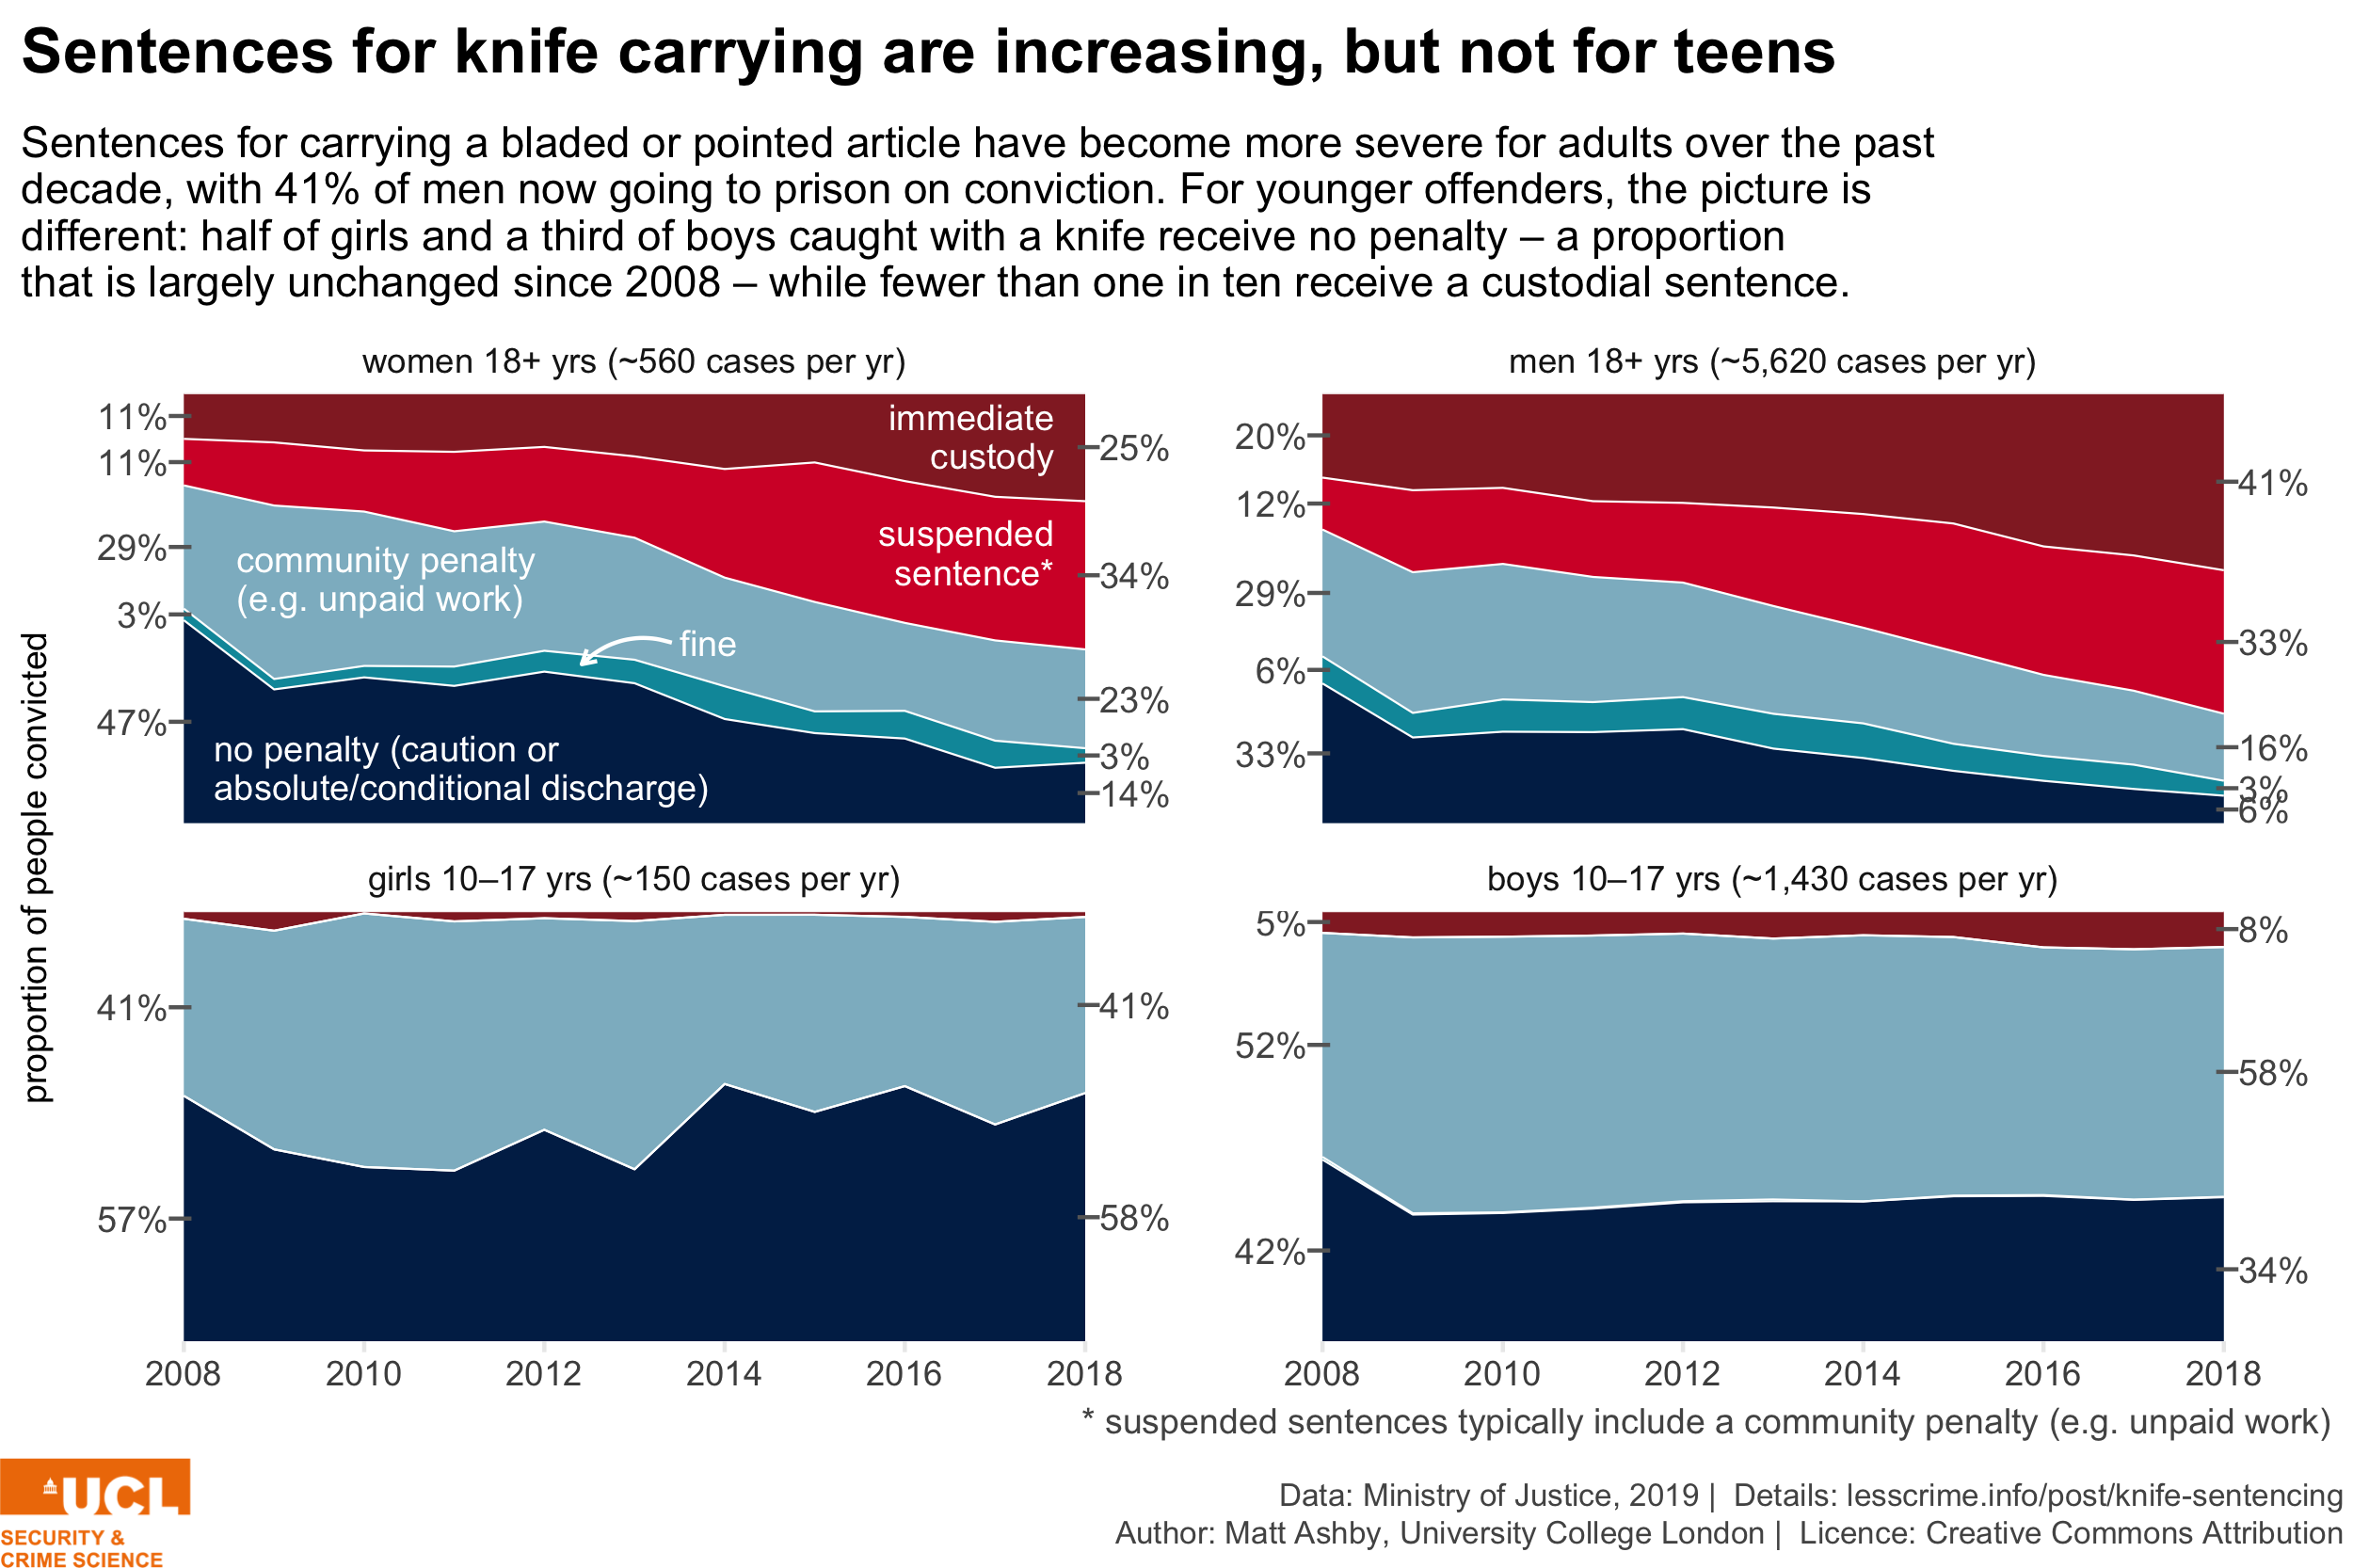 Sentences for knife carrying are increasing, but not for teens
Sentences for carrying a bladed or pointed article have become more severe for adults over the past
decade, with 41% of men now going to prison on conviction. For younger offenders, the picture is
different: half of girls and a third of boys caught with a knife receive no penalty – a proportion
that is largely unchanged since 2008 – while fewer than one in ten receive a custodial sentence.
proportion of people convicted
women 18+ yrs (~560 cases per yr)
11%
11%
29%
3%
47%
immediate
custody
suspended
sentence*
community penalty
(e.g. unpaid work)
fine
no penalty (caution or
absolute/conditional discharge)
25%
34%
23%
3%
14%
men 18+ yrs (~5,620 cases per yr)
20%
12%
29%
6%
33%
41%
33%
16%
3%
6%
girls 10–17 yrs (~150 cases per yr)
41%
57%
41%
58%
2008 2010 2012 2014 2016 2018
boys 10–17 yrs (~1,430 cases per yr)
5%
52%
42%
8%
58%
34%
2008 2010 2012 2014 2016 2018
* suspended sentences typically include a community penalty (e.g. unpaid work)
UCL
SECURITY &
CRIME SCIENCE
Data: Ministry of Justice, 2019 | Details: lesscrime.info/post/knife-sentencing
Author: Matt Ashby, University College London | Licence: Creative Commons Attribution